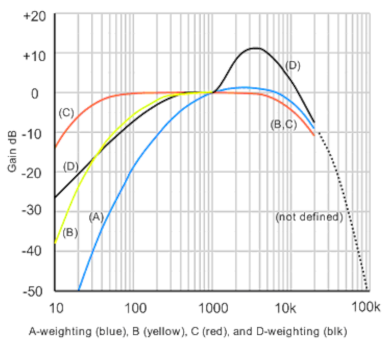 +20
+10
(D)
(C)
0
(B,C)
-10
Gain dB
(D)
-20
(A)
(not defined)
-30
(B)
-40
-50
10
100
1000
10k
100k
A-weighting (blue), B (yellow), C (red), and D-weighting (blk)